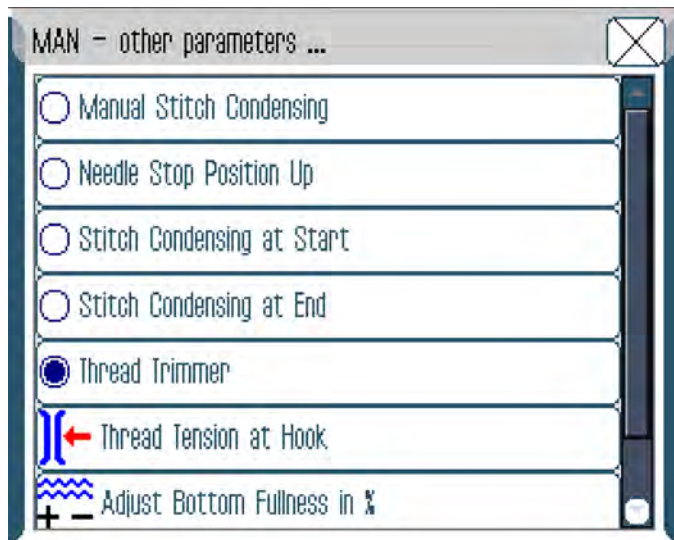 MAN - other parameters ...
Manual Stitch Condensing
Needle Stop Position Up
Stitch Condensing at Start
Stitch Condensing at End
Thread Trimmer
Thread Tension at Hook
Adjust Bottom Fullness in %